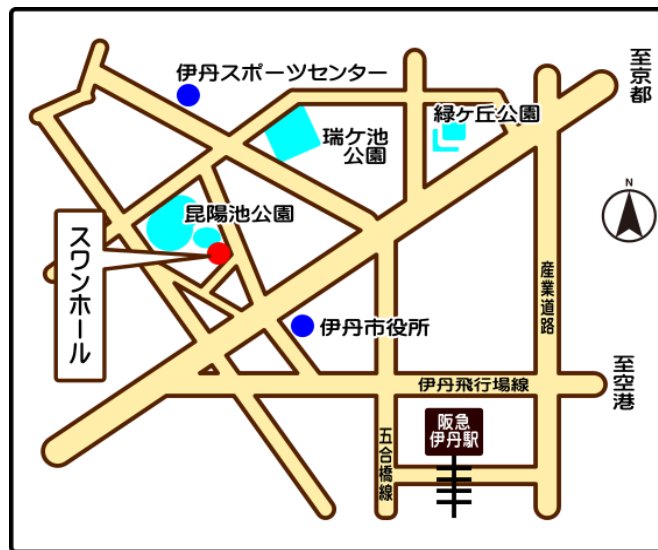 伊丹スポーツセンター
至京都
緑ヶ丘公園
瑞ケ池
公園
N
昆陽池公園
スワンホール
産業道路
伊丹市役所
至空港
伊丹飛行場線
阪急
伊丹駅
五合橋線